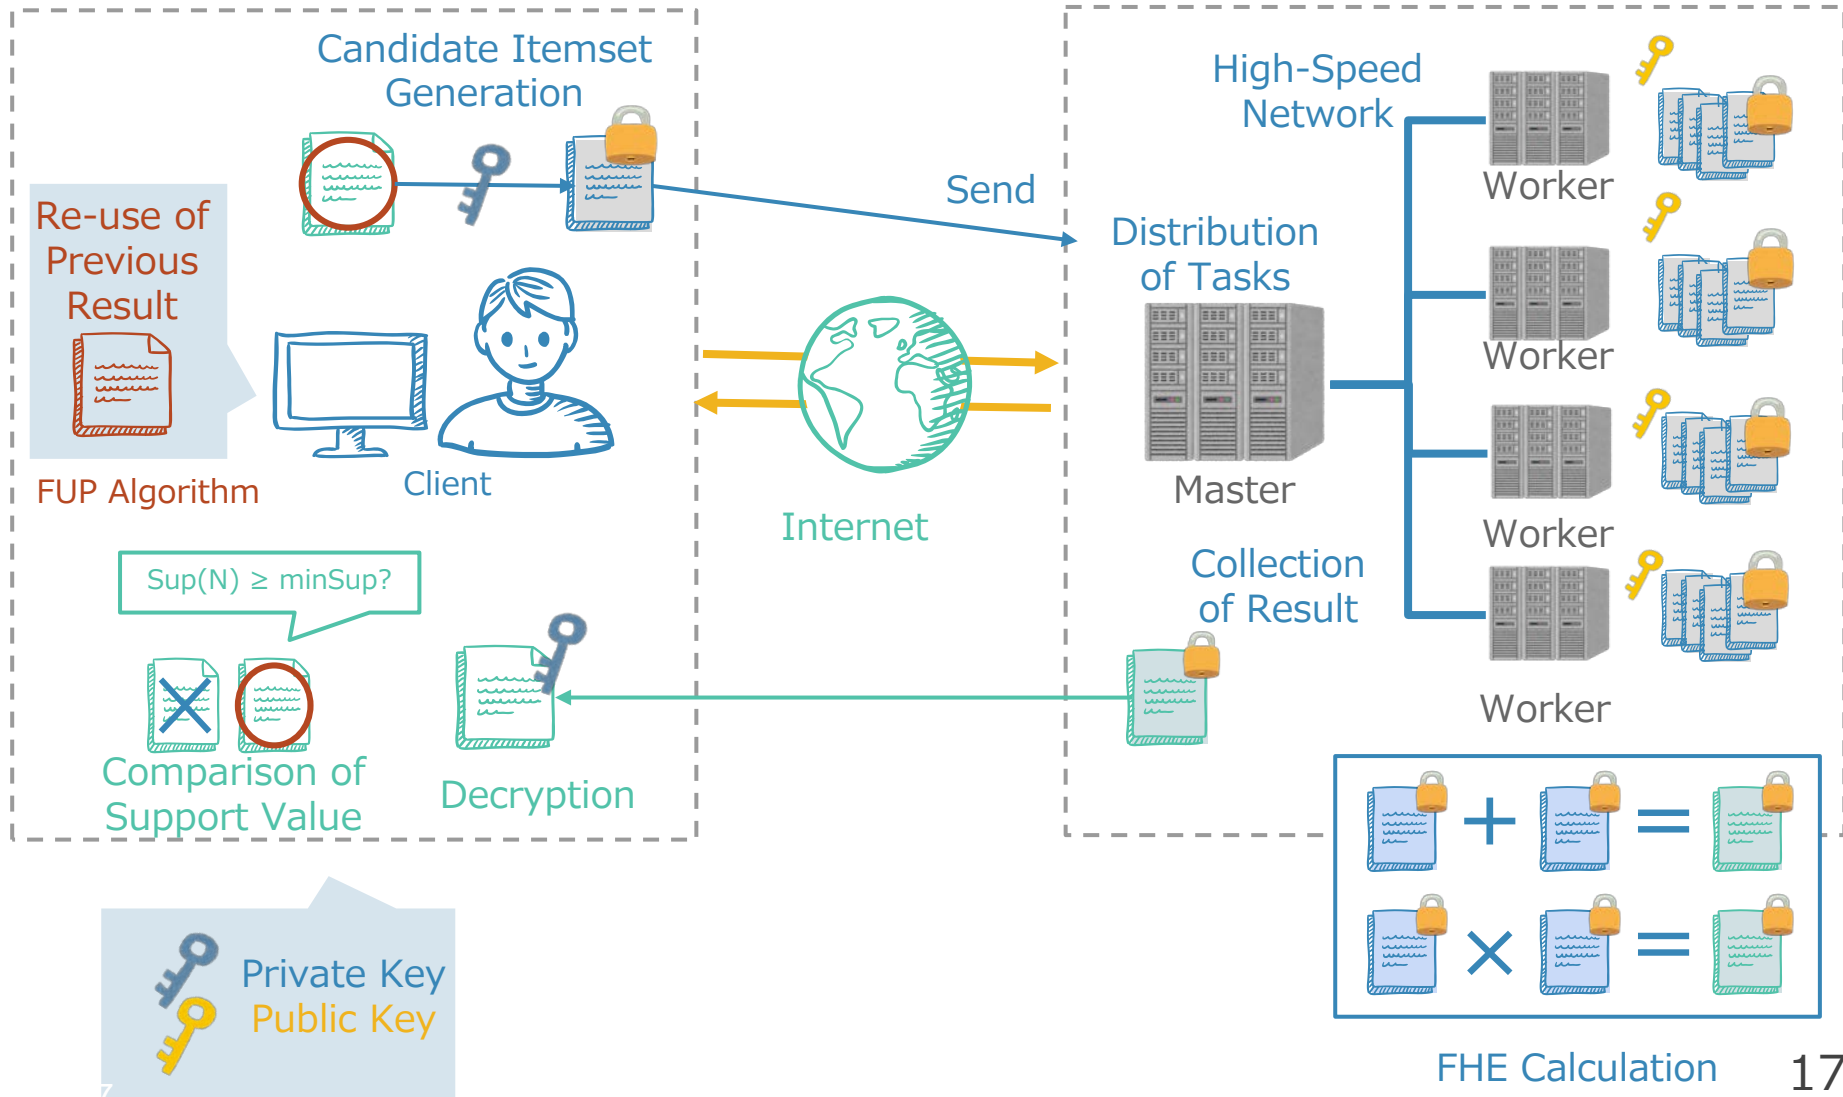 Candidate Itemset
Generation
Re-use of
Previous
Result
FUP Algorithm
Client
Sup(N) ≥ minSup?
Comparison of
Support Value
Decryption
Send
Internet
High-Speed
Network
Distribution
of Tasks
Master
Collection
of Result
Worker
Worker
Worker
Worker
Private Key
Public Key
7
FHE Calculation
17